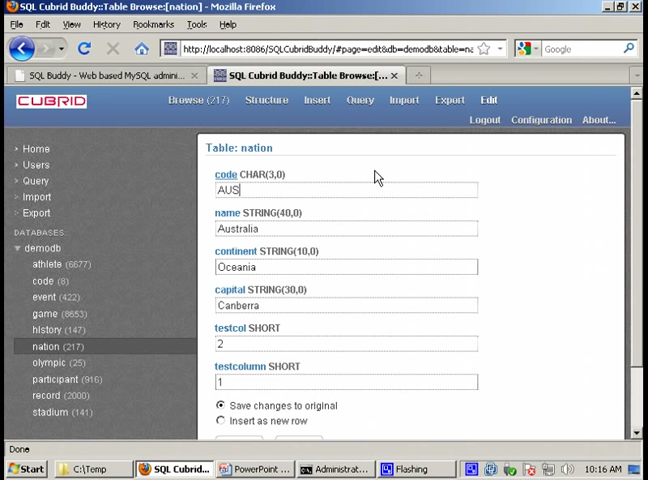 SQL Cubrid Buddy::Table Browse:[nation] - Mozilla Firefox
File Edit View History Bookmarks Tools Help
http://localhost:8086/SQLCubridBuddy/#page=edit&db=demodb&table=na
Google
SQL Buddy - Web based MySQL admini...
SQL Cubrid Buddy::Table Browse:[...
CUBRID
Browse (217) Structure Insert Query Import Export Edit
Logout Configuration About...
Home
Users
Query
Import
Export
DATABASES:
demodb
athlete (6677)
code (8)
event (422)
game (8653)
history (147)
nation (217)
olympic (25)
participant (916)
record (2000)
stadium (141)
Table: nation
code CHAR(3,0)
AUS
name STRING(40,0)
Australia
continent STRING(10,0)
Oceania
capital STRING(30,0)
Canberra
testcol SHORT
2
testcolumn SHORT
1
Save changes to original
Insert as new row
Done
Start C:\Temp SQL Cubrid... PowerPoint ... Administrat... Flashing 10:16 AM